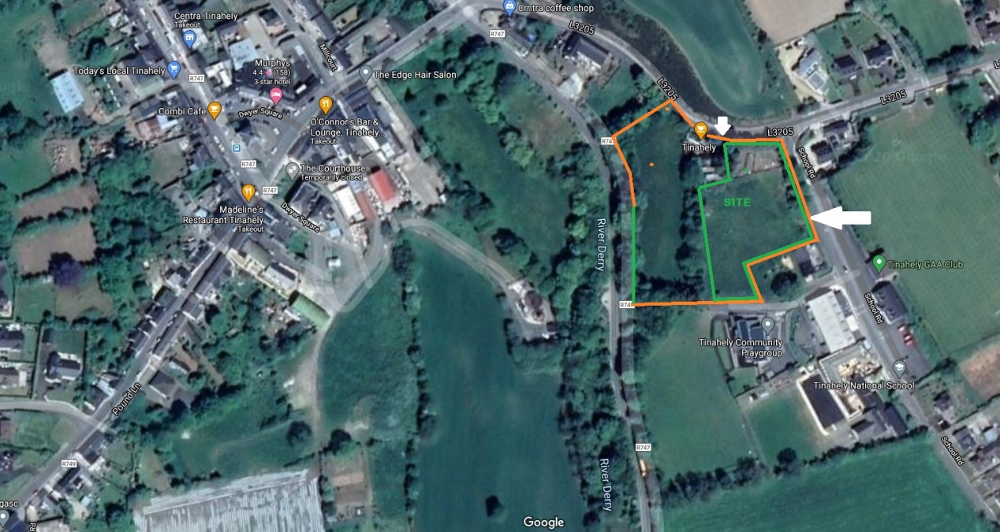 Centra Tinahely
Takeout
Crntra coffee shop
L3205
R747
Millcourt
Murphys
4.4 (158)
3-star hotel
Today's Local Tinahely
R747
The Edge Hair Salon
L3205
L3205
Combi Cafe
Dwyer Square
O'Connor's Bar &
Lounge, Tinahely...
Takeout
L3205
Tinahely
School Rd
R747
The Courthouse
Temporarily closed
R747
SITE
Madeline's
Restaurant Tinahely
Takeout
Dwyer Square
River Derry
Tinahely GAA Club
School Rd
Tinahely Community
Playgroup
Tinahely National School
Pound Ln
R747
R749
School Rd
River Derry
gasc
Rd
Google